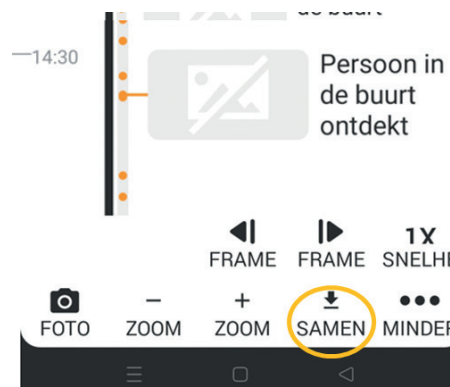 de buurt
14:30
Persoon in
de buurt
ontdekt
FRAME FRAME SNELHE
1X
FOTO ZOOM ZOOM SAMEN MINDER